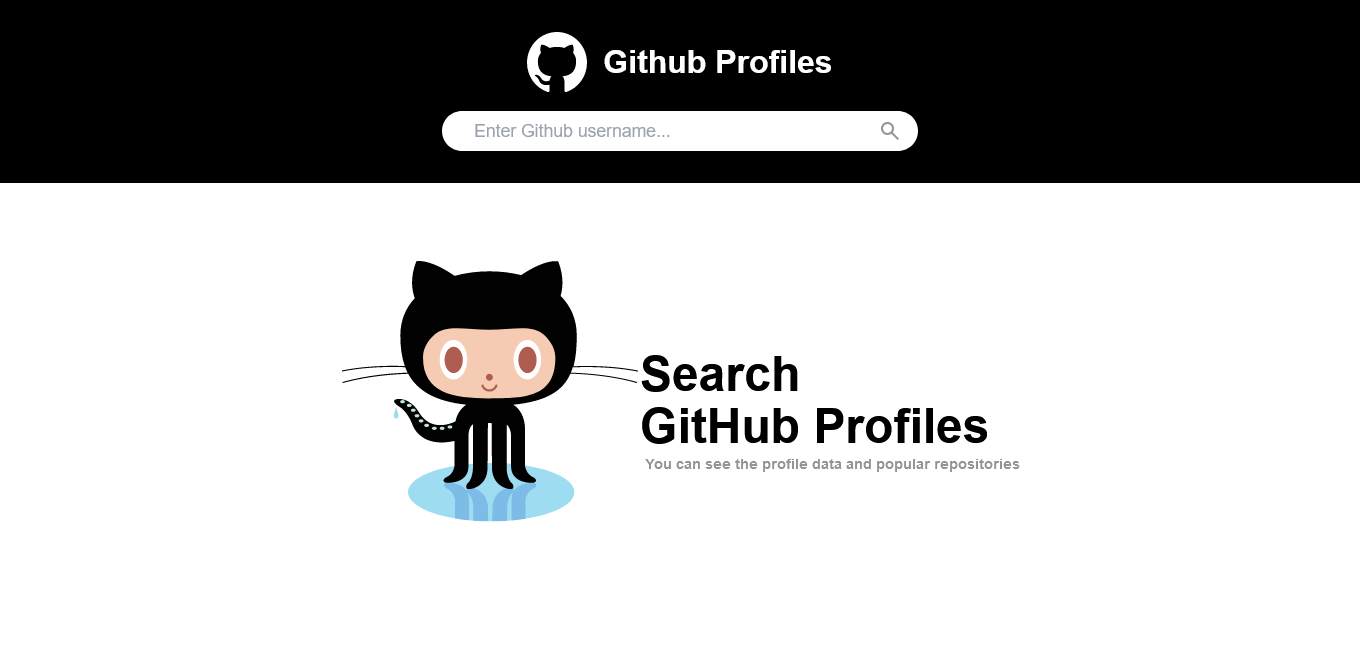 Github Profiles
Enter Github username...
Search
GitHub Profiles
You can see the profile data and popular repositories